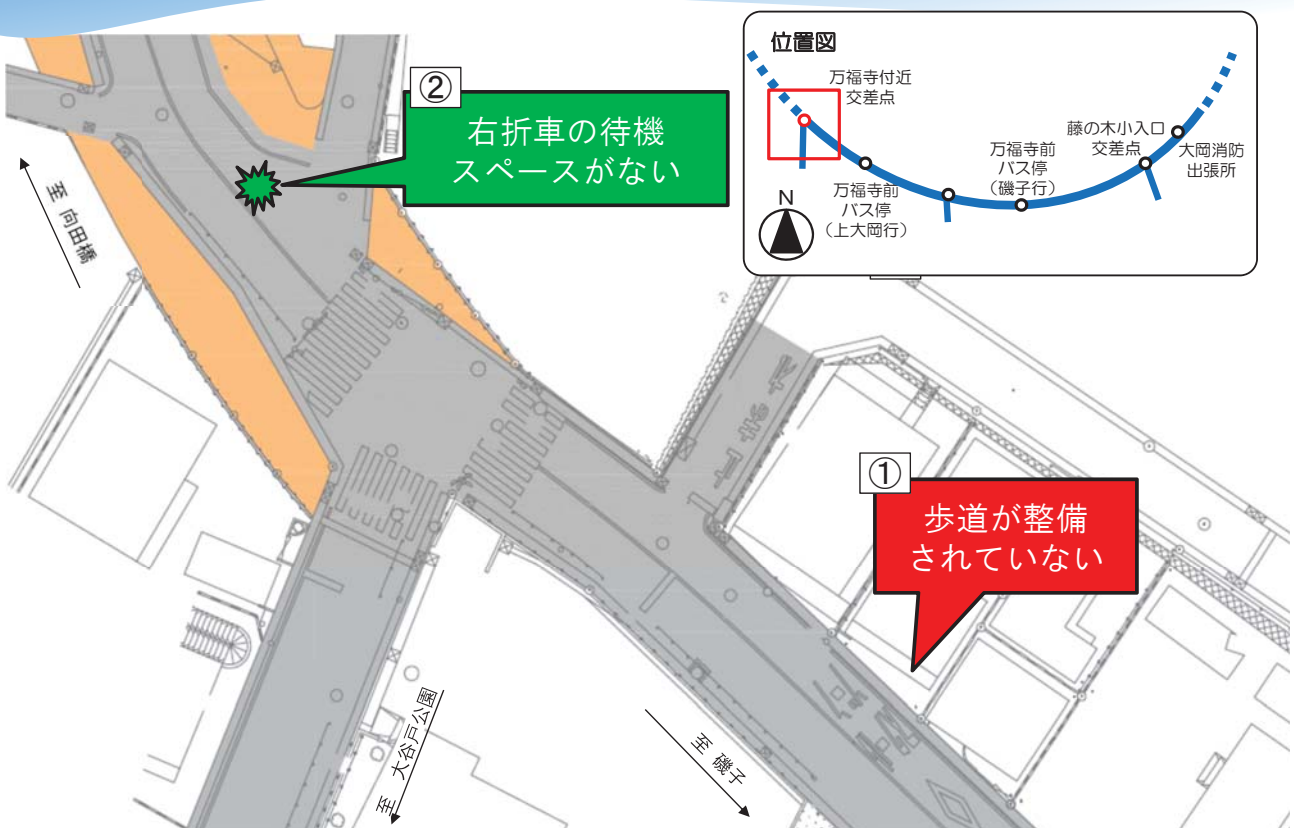 ②
右折車の待機
スペースがない
位置図
万福寺付近
交差点
万福寺前
バス停
（上大岡行）
万福寺前
バス停
（磯子行）
藤の木小入口
交差点
大岡消防
出張所
N
至 向田橋
①
歩道が整備
されていない
至 大谷戸公園
至 磯子